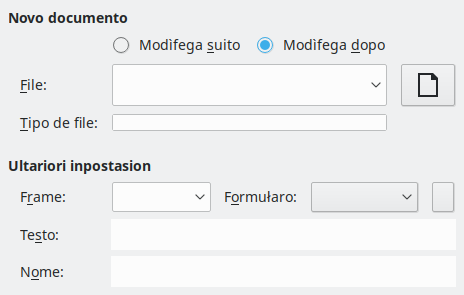 Novo documento
Modìfega suito
Modìfega dopo
File:
Tipo de file:
Ultariori inpostasion
Frame:
Formułaro:
Testo:
Nome: